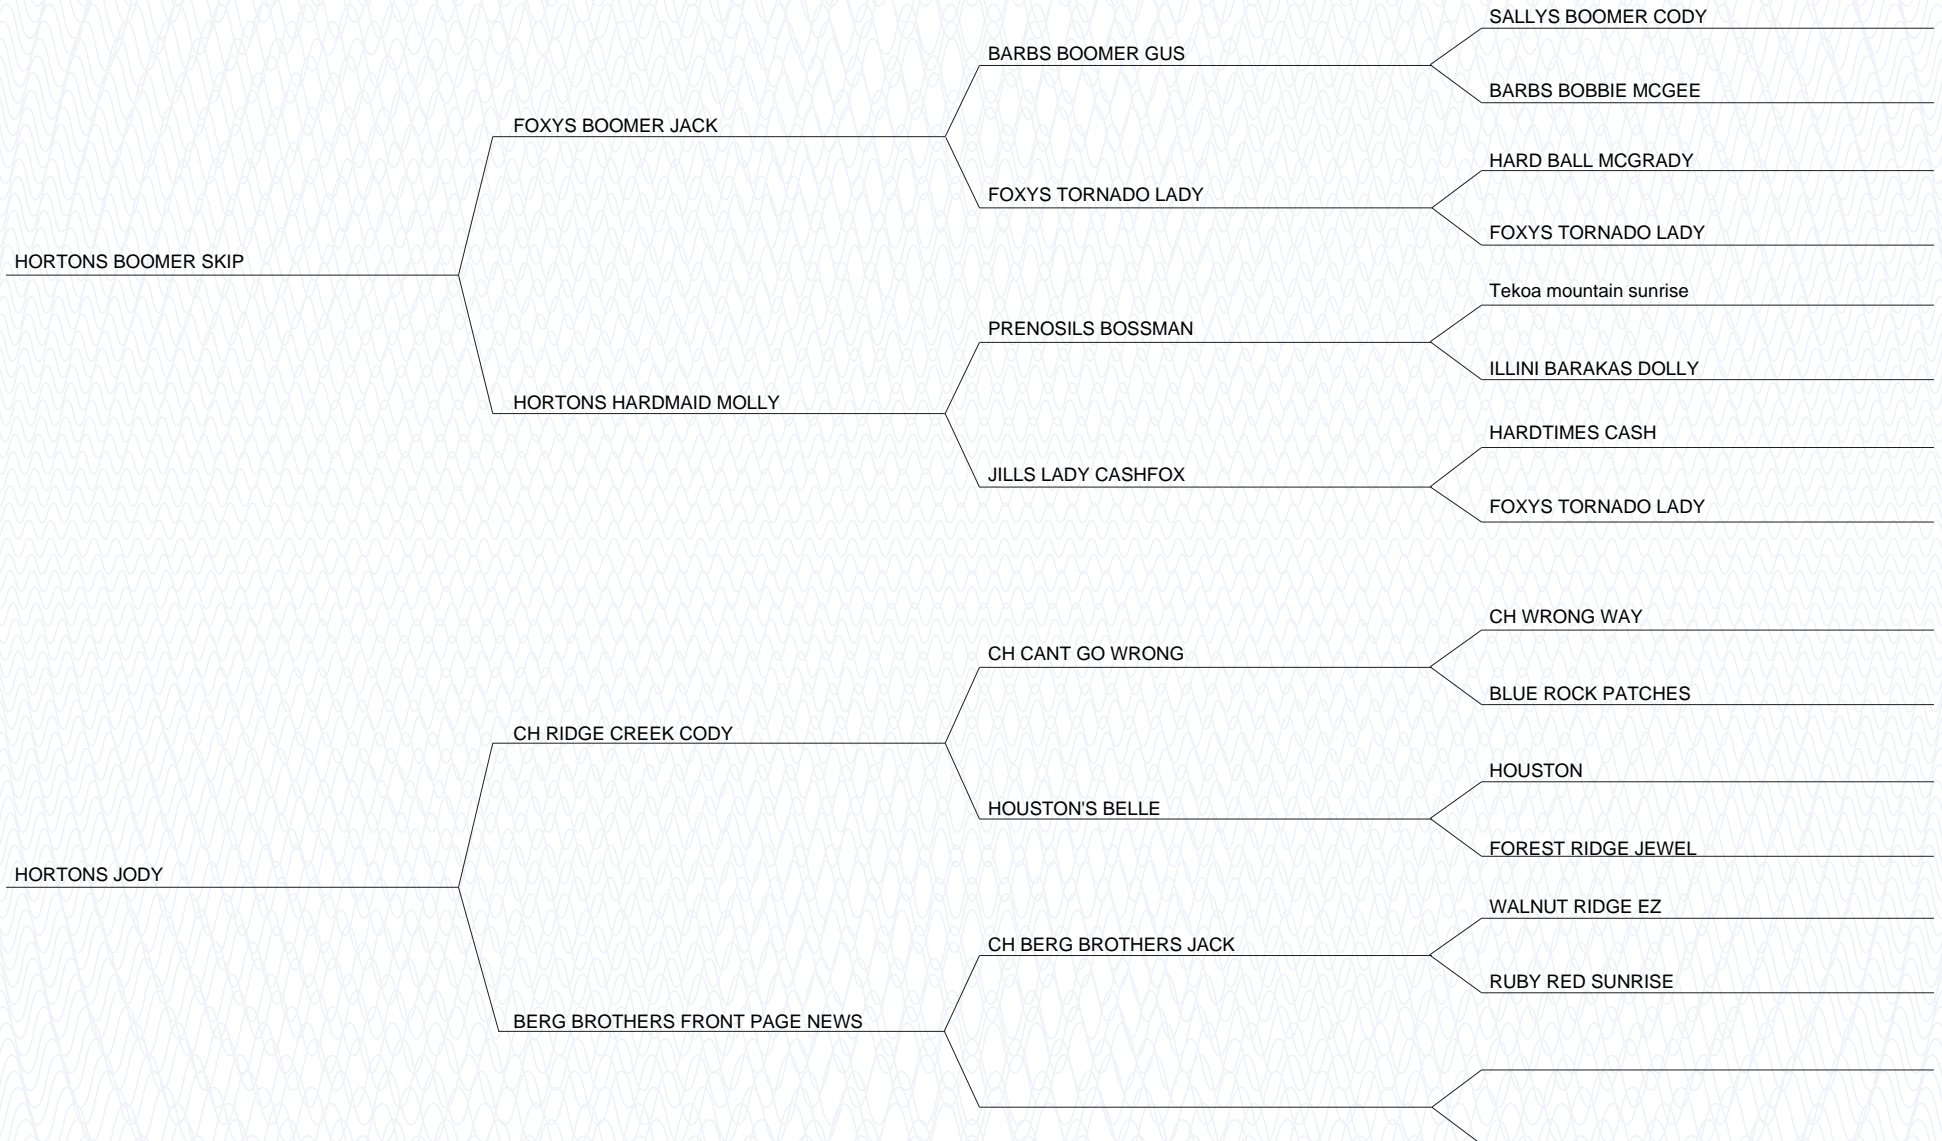 SALLYS BOOMER CODY
BARBS BOOMER GUS
BARBS BOBBIE MCGEE
FOXYS BOOMER JACK
HARD BALL MCGRADY
FOXYS TORNADO LADY
FOXYS TORNADO LADY
HORTONS BOOMER SKIP
Tekoa mountain sunrise
PRENOSILS BOSSMAN
ILLINI BARAKAS DOLLY
HORTONS HARDMAID MOLLY
HARDTIMES CASH
JILLS LADY CASHFOX
FOXYS TORNADO LADY
CH WRONG WAY
CH CANT GO WRONG
BLUE ROCK PATCHES
CH RIDGE CREEK CODY
HOUSTON
HOUSTON'S BELLE
FOREST RIDGE JEWEL
HORTONS JODY
WALNUT RIDGE EZ
CH BERG BROTHERS JACK
RUBY RED SUNRISE
BERG BROTHERS FRONT PAGE NEWS